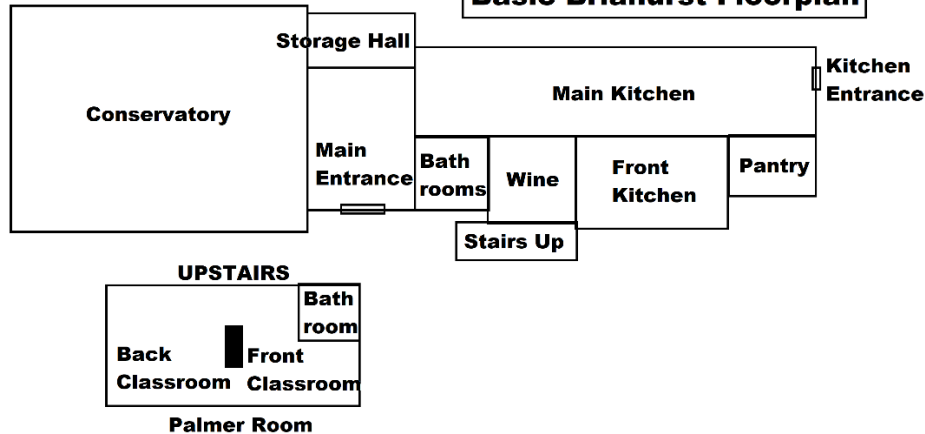 Basic Briahurst Floorplan
Storage Hall
Kitchen
Entrance
Main Kitchen
Conservatory
Main
Entrance
Bath
rooms
Wine
Front
Kitchen
Pantry
Stairs Up
UPSTAIRS
Bath
room
Back
Classroom
Front
Classroom
Palmer Room